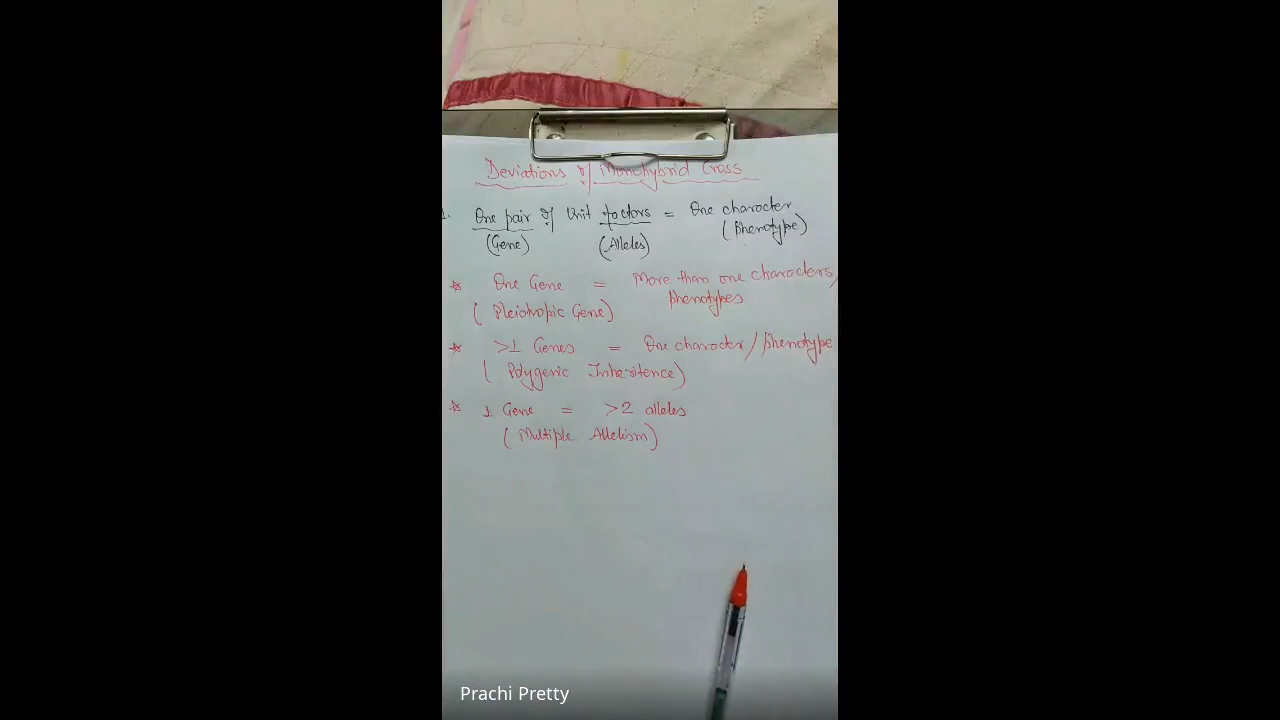 Deviations of Monohybrid Cross
1. One pair of Unit factors = One character
(Gene) (Alleles) (Phenotype)
☆ One Gene = More than one characters/
( Pleiotropic Gene) phenotypes
☆ >1 Genes = One character/phenotype
( Polygenic Inheritence)
☆ 1 Gene = >2 alleles
( Multiple Allelism)
Prachi Pretty